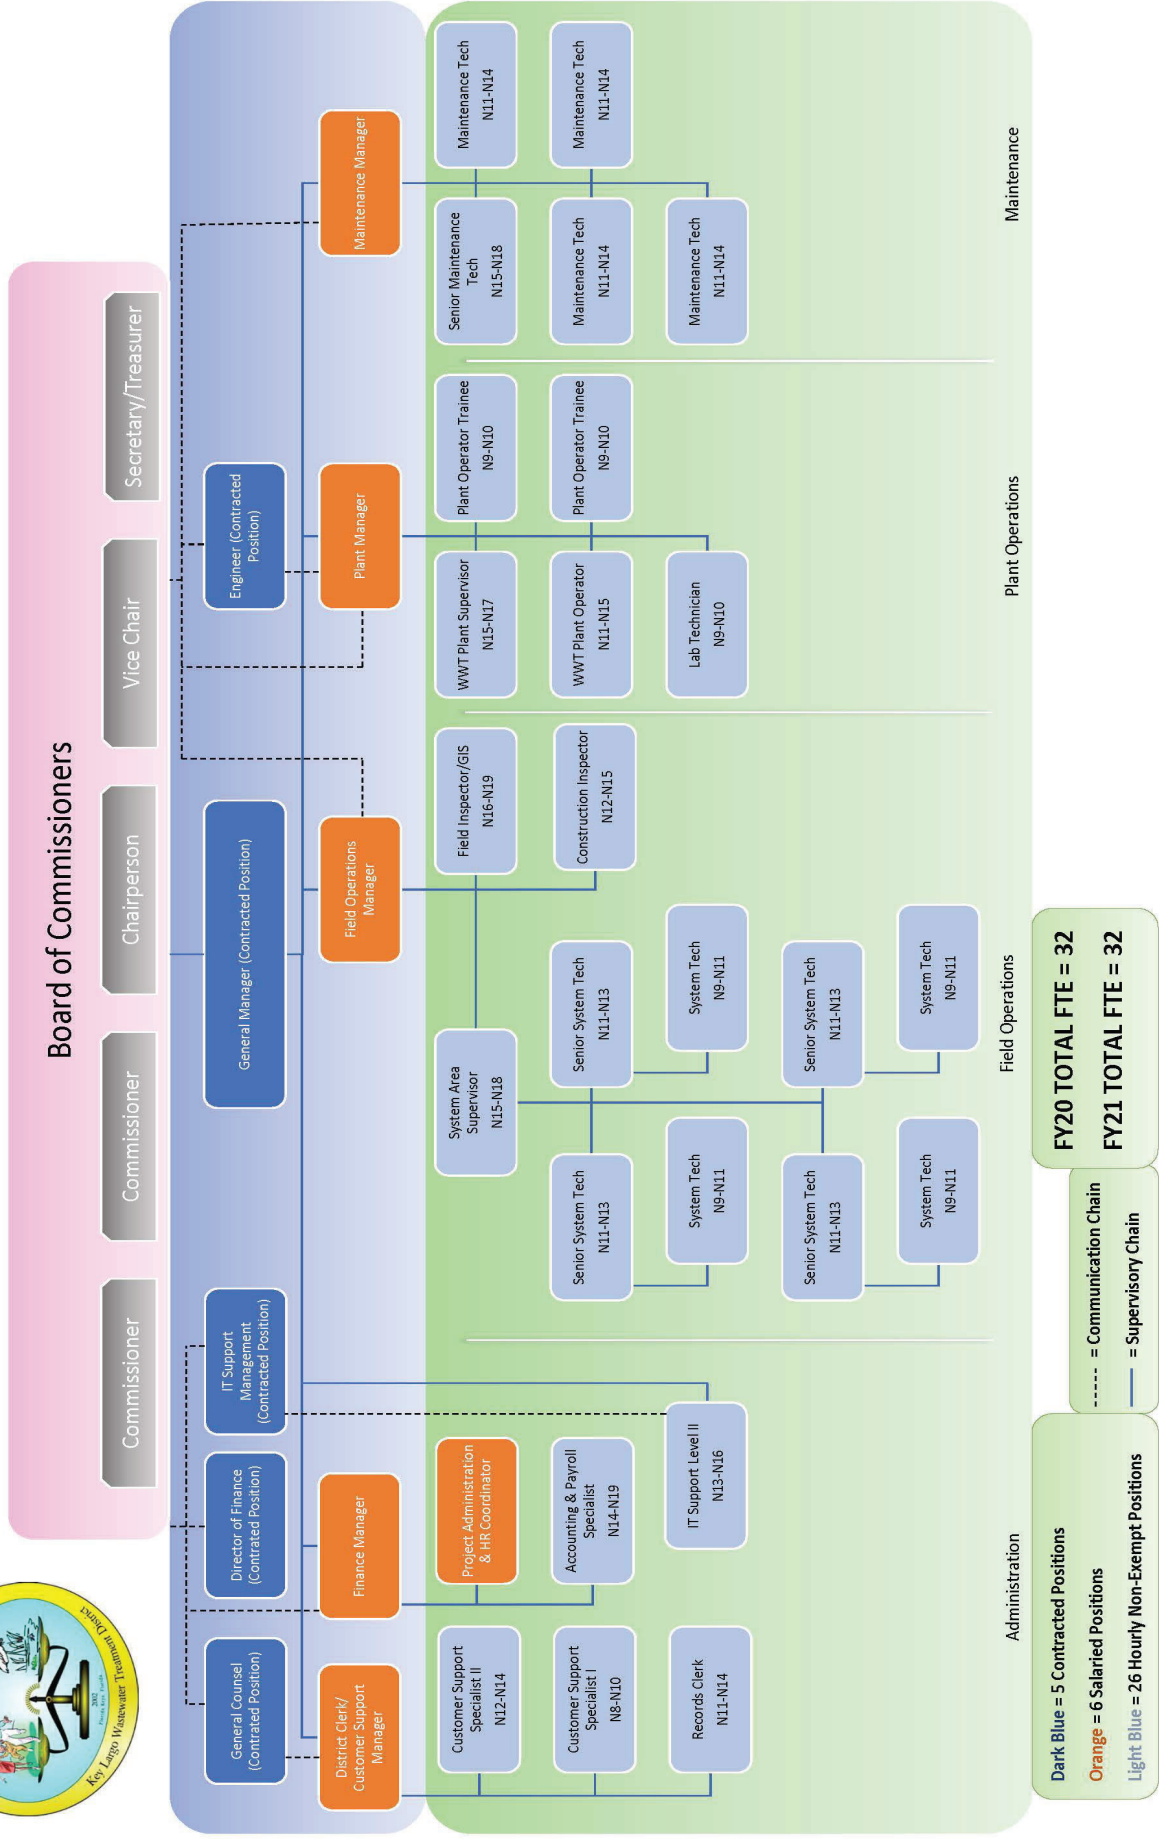 Board of Commissioners
Commissioner
Commissioner
Chairperson
Vice Chair
Secretary/Treasurer
Key Largo Wastewater Treatment District
2002
General Counsel
(Contrated Position)
Director of Finance
(Contrated Position)
IT Support
Management
(Contracted Position)
General Manager (Contracted Position)
Engineer (Contracted
Position)
District Clerk/
Customer Support
Manager
Finance Manager
Field Operations
Manager
Plant Manager
Maintenance Manager
Customer Support
Specialist II
N12-N14
Customer Support
Specialist I
N8-N10
Records Clerk
N11-N14
Project Administration
& HR Coordinator
Accounting & Payroll
Specialist
N14-N19
IT Support Level II
N13-N16
Administration
System Area
Supervisor
N15-N18
Field Inspector/GIS
N16-N19
Construction Inspector
N12-N15
Senior System Tech
N11-N13
Senior System Tech
N11-N13
System Tech
N9-N11
System Tech
N9-N11
Senior System Tech
N11-N13
Senior System Tech
N11-N13
System Tech
N9-N11
System Tech
N9-N11
Field Operations
WWT Plant Supervisor
N15-N17
Plant Operator Trainee
N9-N10
WWT Plant Operator
N11-N15
Plant Operator Trainee
N9-N10
Lab Technician
N9-N10
Plant Operations
Senior Maintenance
Tech
N15-N18
Maintenance Tech
N11-N14
Maintenance Tech
N11-N14
Maintenance Tech
N11-N14
Maintenance Tech
N11-N14
Maintenance
Dark Blue = 5 Contracted Positions
Orange = 6 Salaried Positions
Light Blue = 26 Hourly Non-Exempt Positions
----- = Communication Chain
— = Supervisory Chain
FY20 TOTAL FTE = 32
FY21 TOTAL FTE = 32